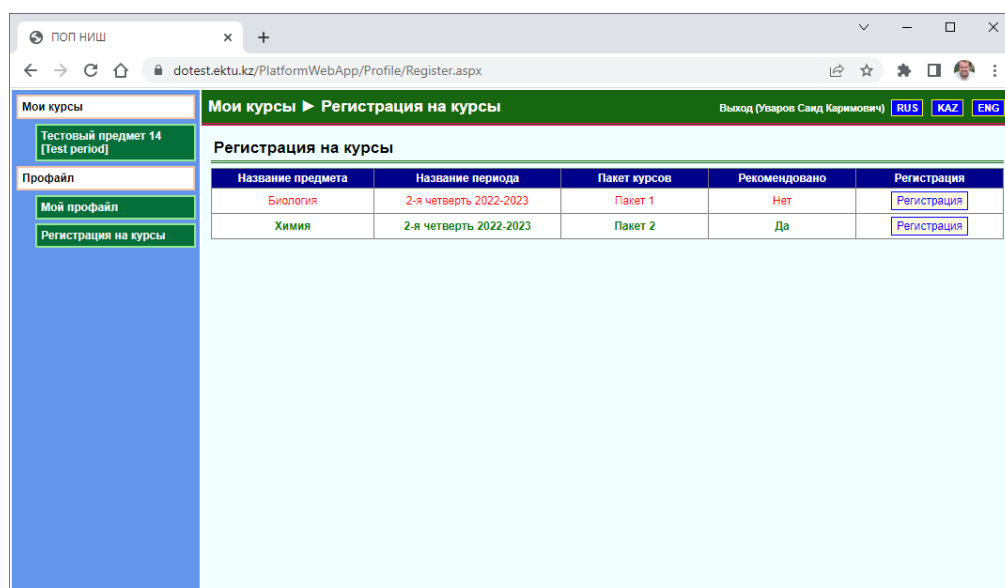 ПОП НИШ
dotest.ektu.kz/PlatformWebApp/Profile/Register.aspx
Мои курсы
Тестовый предмет 14
[Test period]
Профайл
Мой профайл
Регистрация на курсы
Мои курсы ► Регистрация на курсы
Выход (Уваров Саид Каримович) RUS KAZ ENG
Регистрация на курсы
Название предмета Название периода Пакет курсов Рекомендовано Регистрация
Биология 2-я четверть 2022-2023 Пакет 1 Нет Регистрация
Химия 2-я четверть 2022-2023 Пакет 2 Да Регистрация